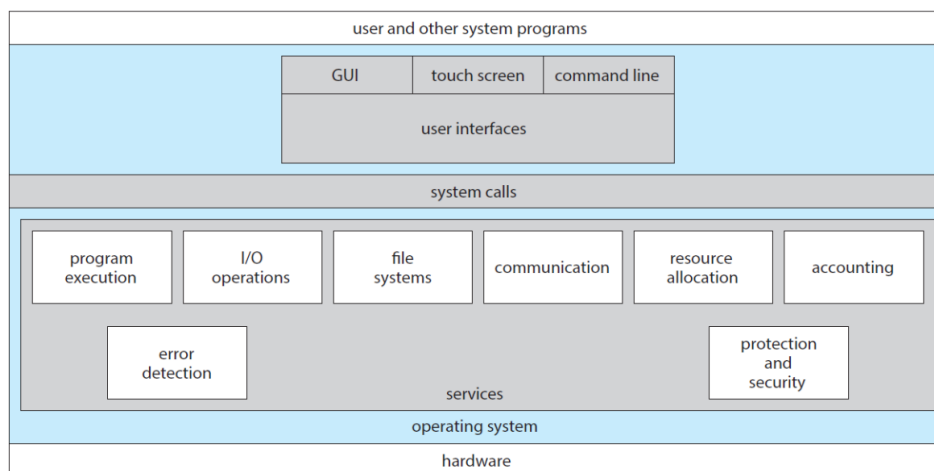 user and other system programs
GUI touch screen command line
user interfaces
system calls
program
execution
I/O
operations
file
systems
communication
resource
allocation
accounting
error
detection
protection
and
security
services
operating system
hardware